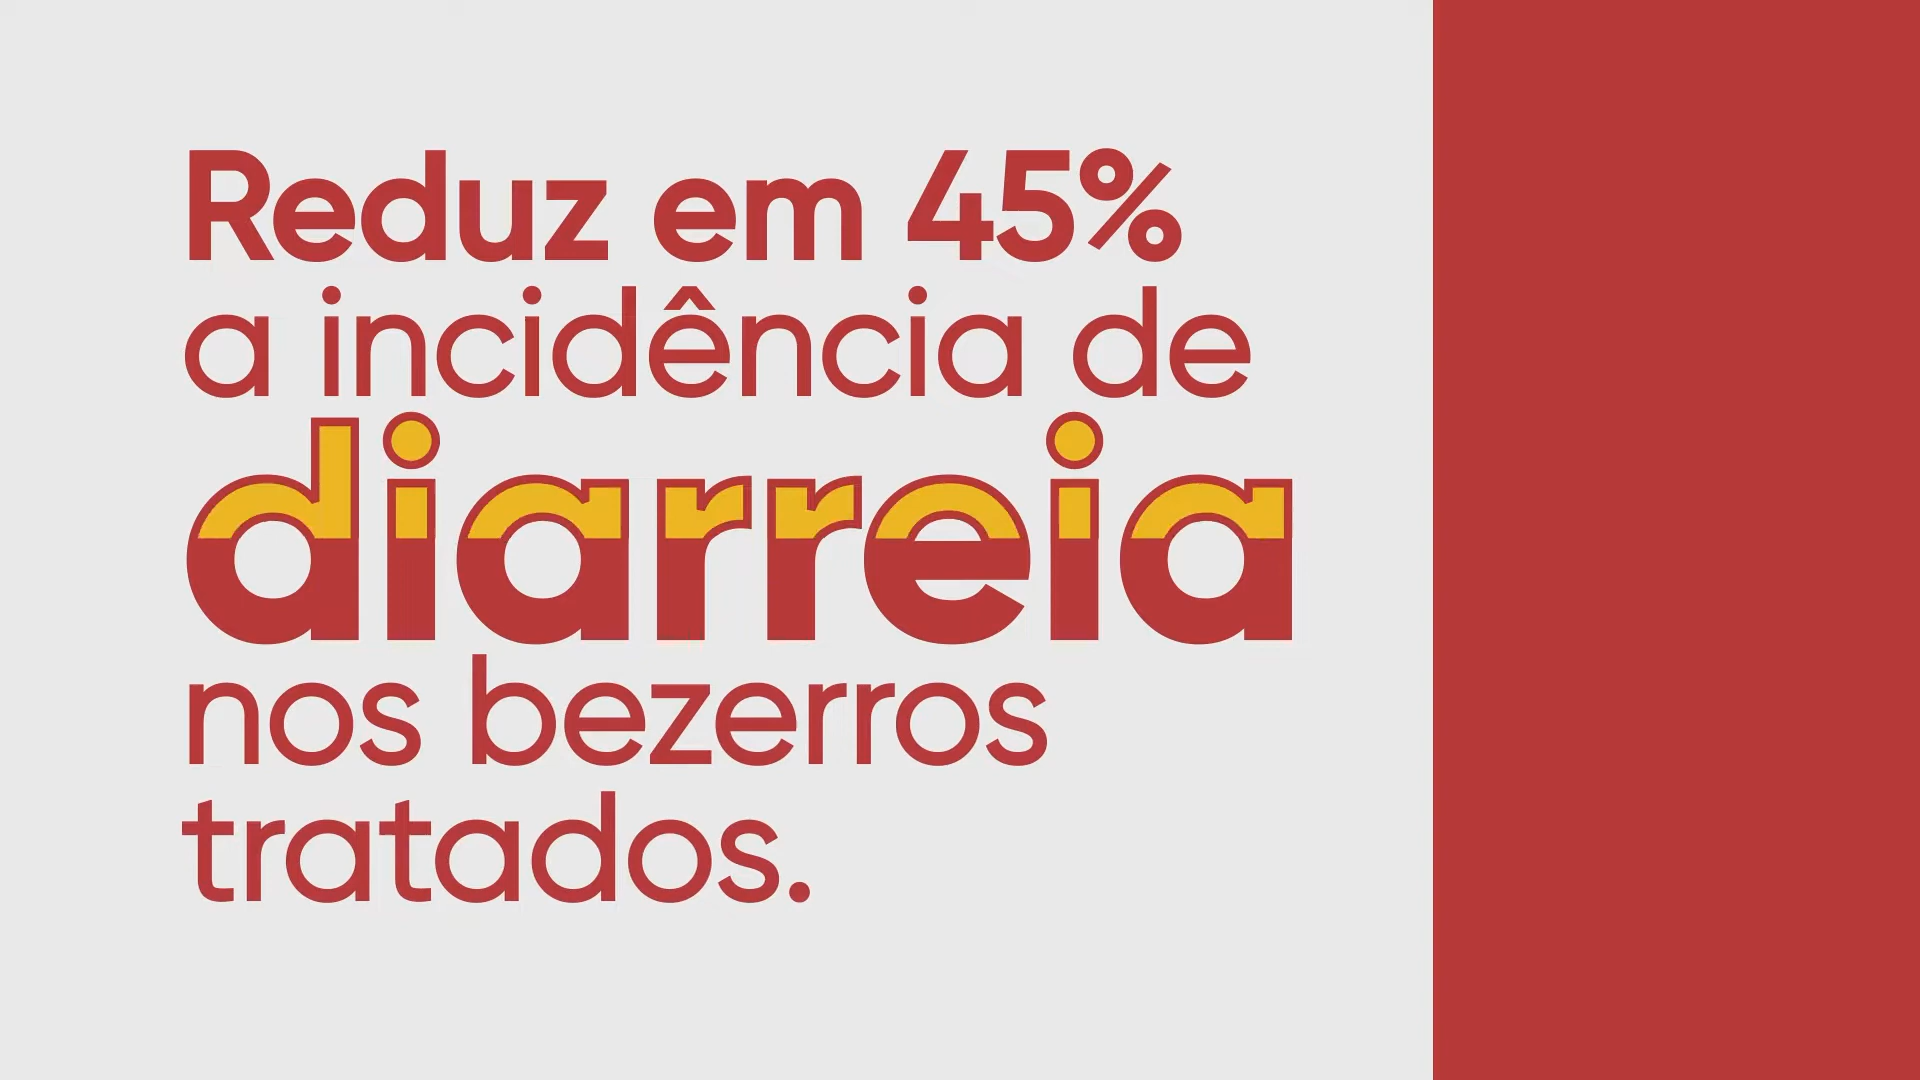 Reduz em 45%
a incidência de
diarreia
nos bezerros
tratados.